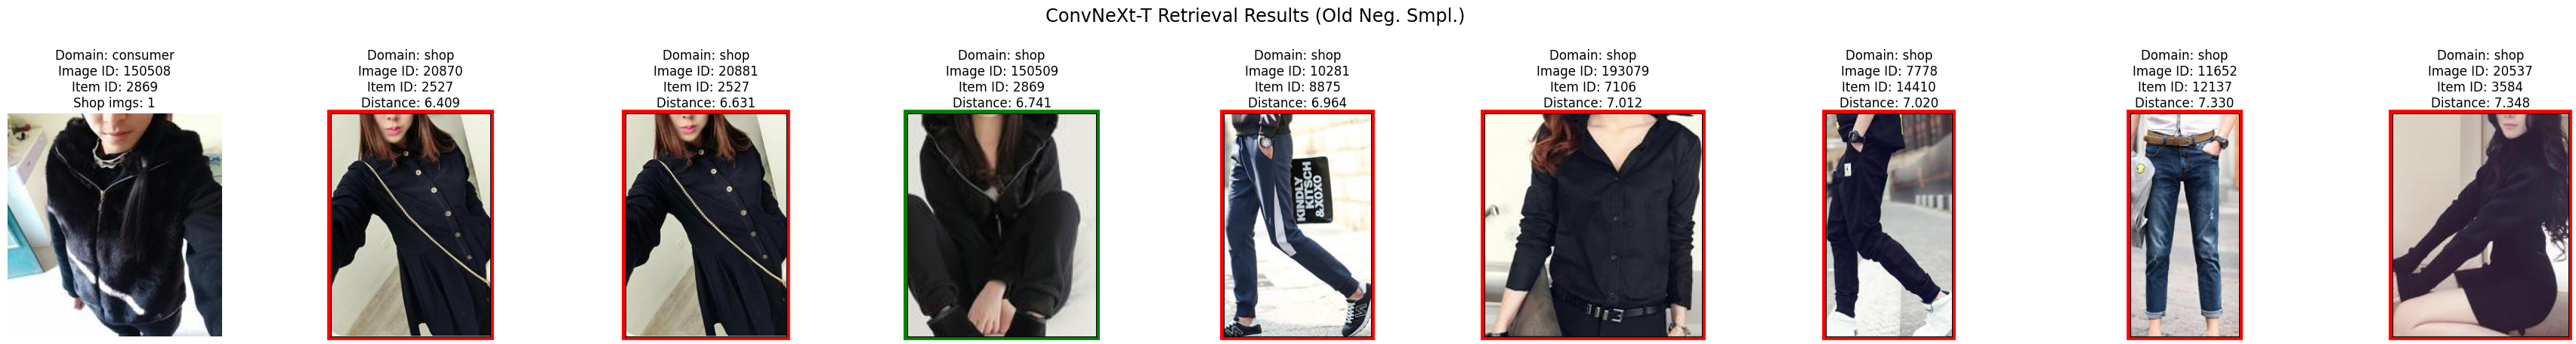 ConvNeXt-T Retrieval Results (Old Neg. Smpl.)
Domain: consumer
Image ID: 150508
Item ID: 2869
Shop imgs: 1
Domain: shop
Image ID: 20870
Item ID: 2527
Distance: 6.409
Domain: shop
Image ID: 20881
Item ID: 2527
Distance: 6.631
Domain: shop
Image ID: 150509
Item ID: 2869
Distance: 6.741
Domain: shop
Image ID: 10281
Item ID: 8875
Distance: 6.964
KINDLY
KITSCH
&XOXO
Domain: shop
Image ID: 193079
Item ID: 7106
Distance: 7.012
Domain: shop
Image ID: 7778
Item ID: 14410
Distance: 7.020
Domain: shop
Image ID: 11652
Item ID: 12137
Distance: 7.330
Domain: shop
Image ID: 20537
Item ID: 3584
Distance: 7.348